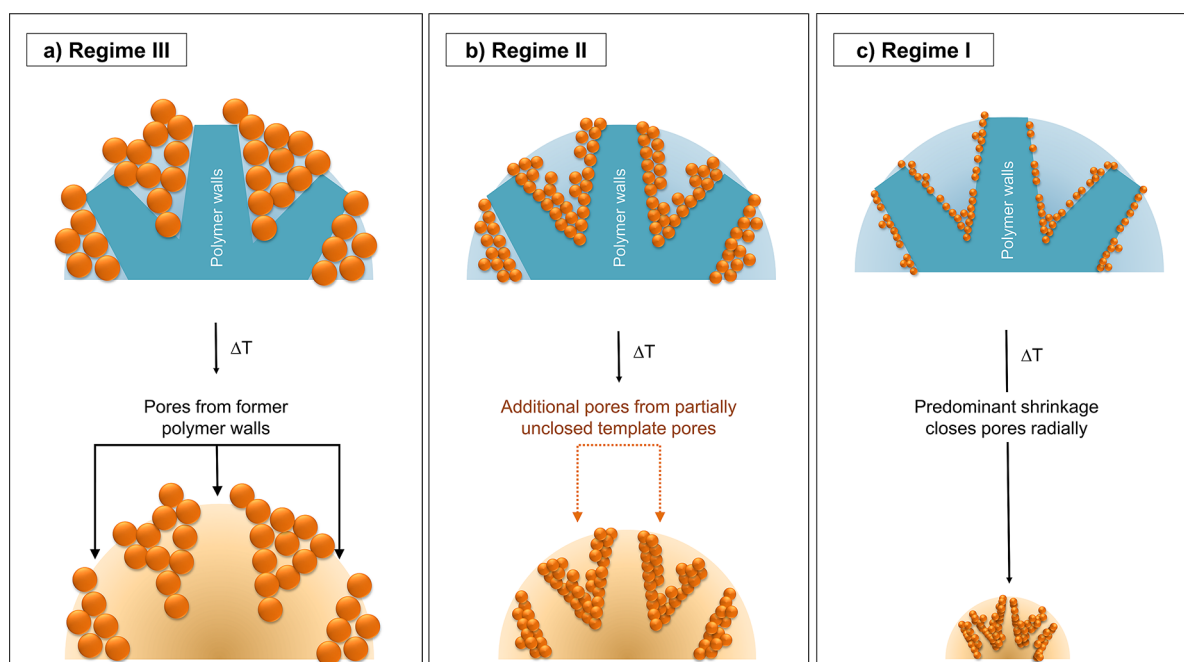 a) Regime III
Polymer walls
ΔT
Pores from former
polymer walls
b) Regime II
Polymer walls
ΔT
Additional pores from partially
unclosed template pores
c) Regime I
Polymer walls
ΔT
Predominant shrinkage
closes pores radially